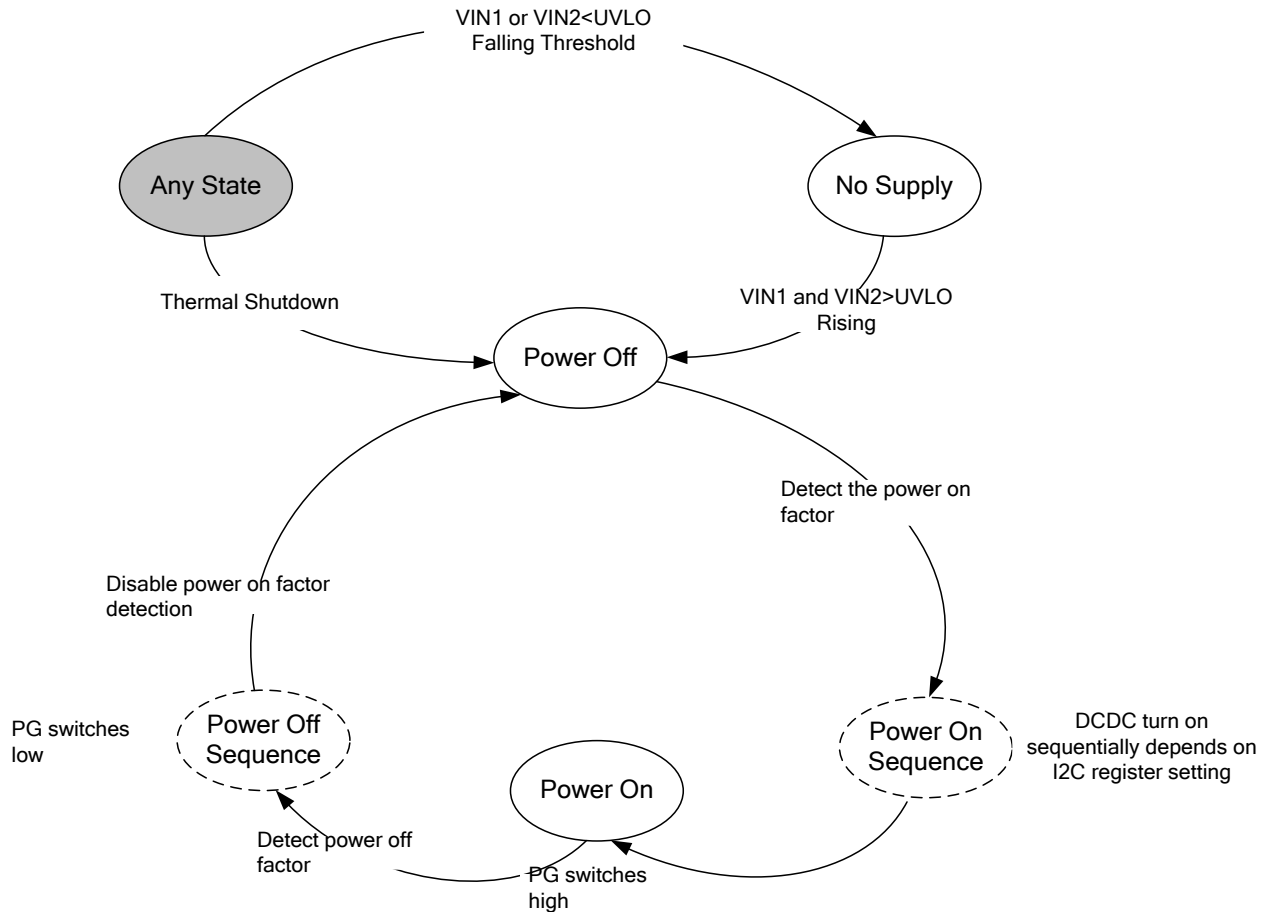 VIN1 or VIN2<UVLO
Falling Threshold
Any State
No Supply
Thermal Shutdown
VIN1 and VIN2>UVLO
Rising
Power Off
Detect the power on
factor
Disable power on factor
detection
PG switches
low
Power Off
Sequence
Power On
Power On
Sequence
DCDC turn on
sequentially depends on
I2C register setting
Detect power off
factor
PG switches
high